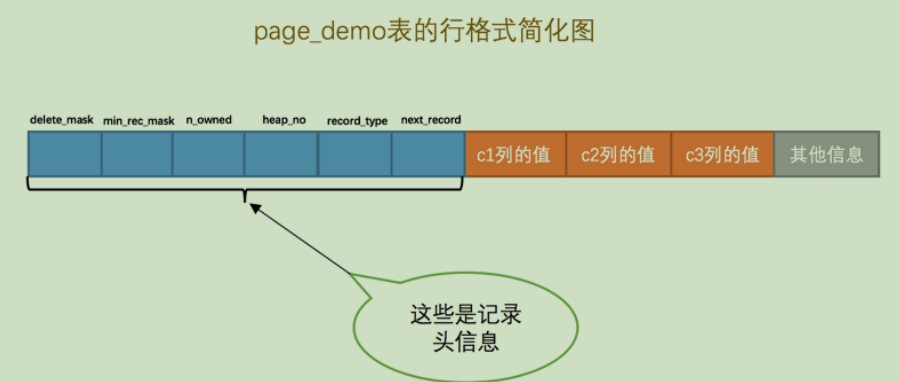 page_demo表的行格式简化图
delete_mask min_rec_mask n_owned heap_no record_type next_record
c1列的值 c2列的值 c3列的值 其他信息
这些是记录
头信息